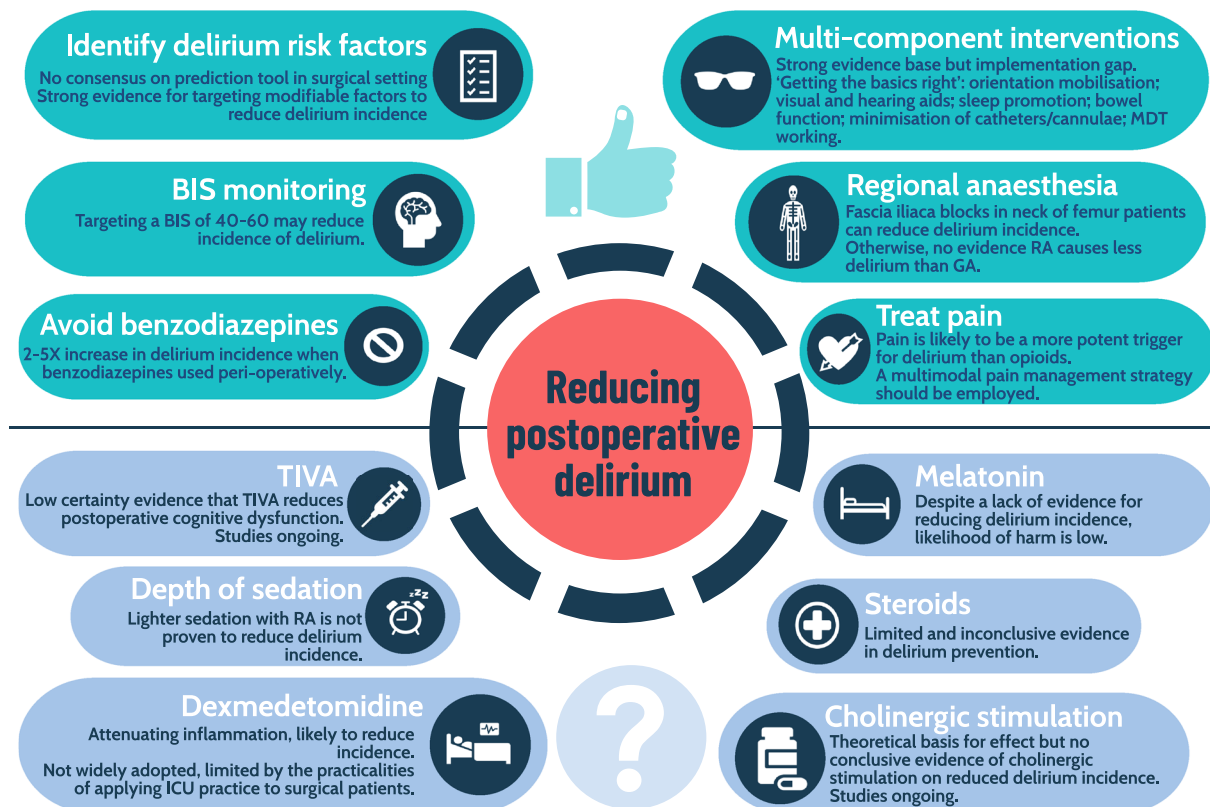 Identify delirium risk factors
No consensus on prediction tool in surgical setting
Strong evidence for targeting modifiable factors to
reduce delirium incidence
BIS monitoring
Targeting a BIS of 40-60 may reduce
incidence of delirium.
Avoid benzodiazepines
2-5X increase in delirium incidence when
benzodiazepines used peri-operatively.
Multi-component interventions
Strong evidence base but implementation gap.
‘Getting the basics right’: orientation mobilisation;
visual and hearing aids; sleep promotion; bowel
function; minimisation of catheters/cannulae; MDT
working.
Regional anaesthesia
Fascia iliaca blocks in neck of femur patients
can reduce delirium incidence.
Otherwise, no evidence RA causes less
delirium than GA.
Treat pain
Pain is likely to be a more potent trigger
for delirium than opioids.
A multimodal pain management strategy
should be employed.
Reducing
postoperative
delirium
TIVA
Low certainty evidence that TIVA reduces
postoperative cognitive dysfunction.
Studies ongoing.
Depth of sedation
Lighter sedation with RA is not
proven to reduce delirium
incidence.
zzZ
Dexmedetomidine
Attenuating inflammation, likely to reduce
incidence.
Not widely adopted, limited by the practicalities
of applying ICU practice to surgical patients.
?
Melatonin
Despite a lack of evidence for
reducing delirium incidence,
likelihood of harm is low.
Steroids
Limited and inconclusive evidence
in delirium prevention.
Cholinergic stimulation
Theoretical basis for effect but no
conclusive evidence of cholinergic
stimulation on reduced delirium incidence.
Studies ongoing.